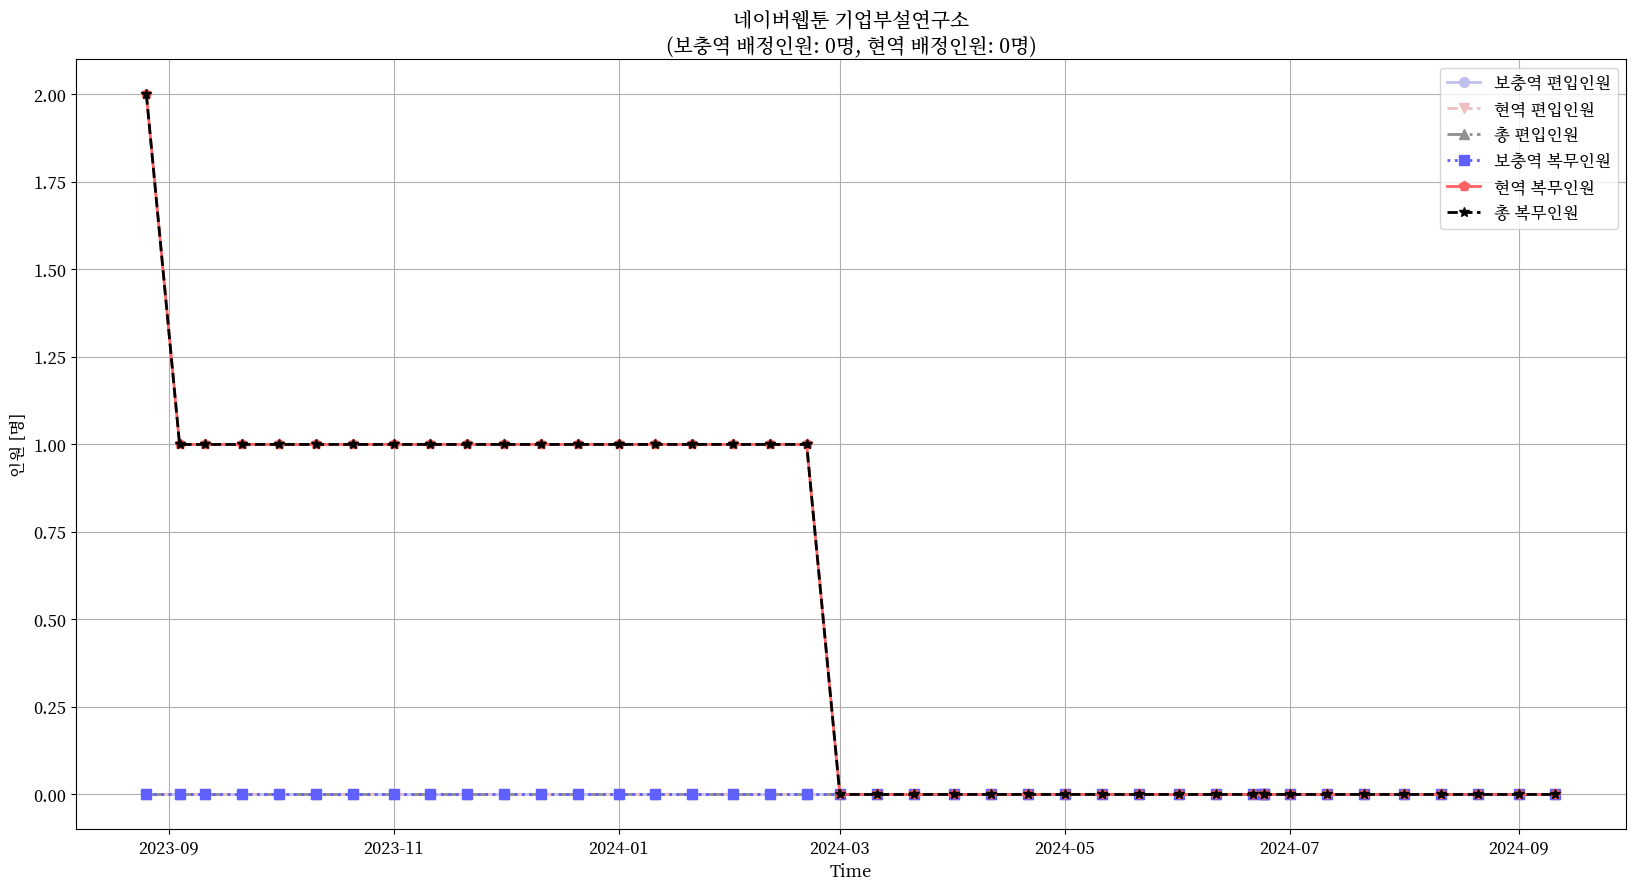 네이버웹툰 기업부설연구소
(보충역 배정인원: 0명, 현역 배정인원: 0명)
보충역 편입인원
현역 편입인원
총 편입인원
보충역 복무인원
현역 복무인원
총 복무인원
인원 [명]
2.00
1.75
1.50
1.25
1.00
0.75
0.50
0.25
0.00
2023-09
2023-11
2024-01
2024-03
2024-05
2024-07
2024-09
Time